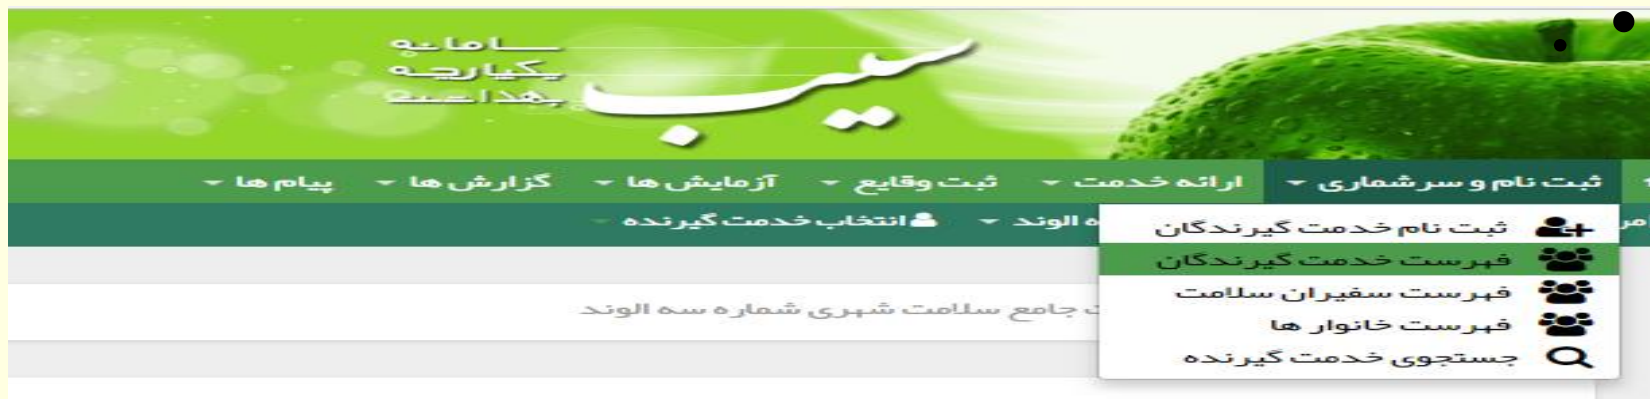 سامانه
یکپارچه
بهداشت
سیب
ثبت نام و سرشماری
ارائه خدمت
ثبت وقایع
آزمایش ها
گزارش ها
پیام ها
ه الوند
انتخاب خدمت گیرنده
ثبت نام خدمت گیرندگان
فهرست خدمت گیرندگان
فهرست سفیران سلامت
فهرست خانوار ها
جستجوی خدمت گیرنده
ت جامع سلامت شهری شماره سه الوند